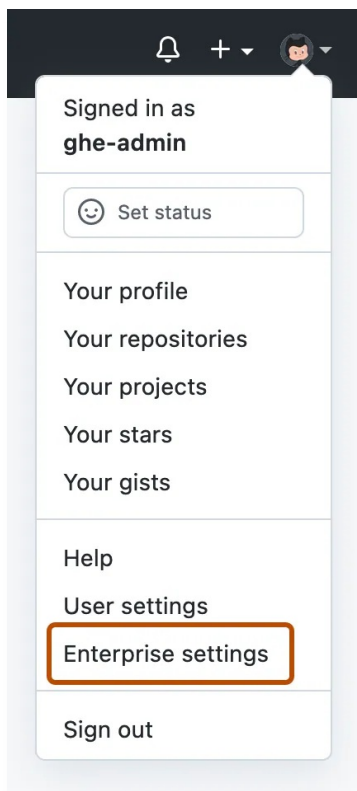 Signed in as
ghe-admin
Set status
Your profile
Your repositories
Your projects
Your stars
Your gists
Help
User settings
Enterprise settings
Sign out